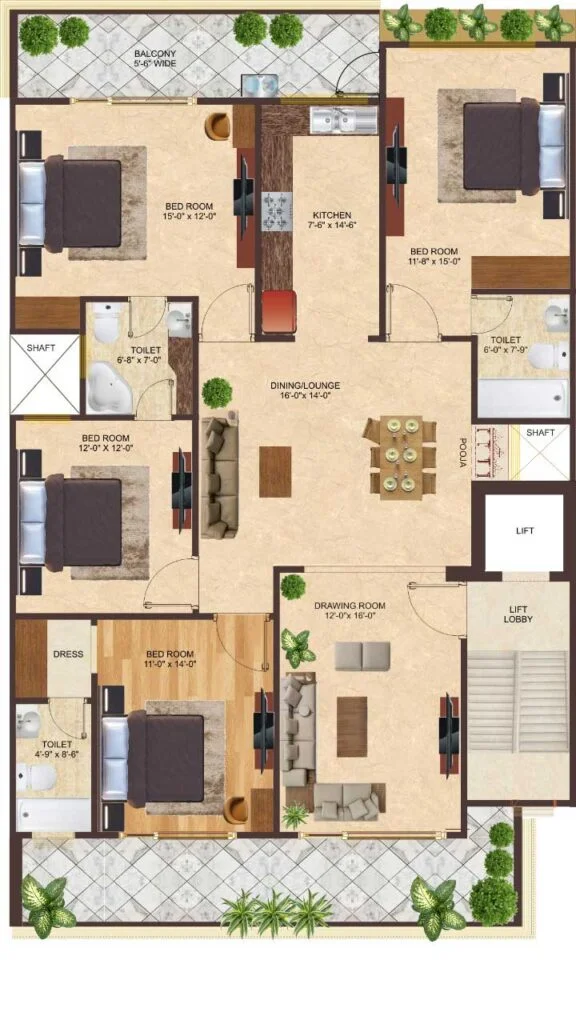 BALCONY
5'-6" WIDE
BED ROOM
15'-0" x 12'-0"
KITCHEN
7'-6" x 14'-6"
BED ROOM
11'-8" x 15'-0"
SHAFT
TOILET
6'-8" x 7'-0"
TOILET
6'-0" x 7'-9"
DINING/LOUNGE
16'-0"x 14'-0"
BED ROOM
12'-0" X 12'-0"
POOJA
SHAFT
LIFT
DRAWING ROOM
12'-0"x 16'-0"
LIFT
LOBBY
DRESS
BED ROOM
11'-0" x 14'-0"
TOILET
4'-9" x 8'-6"